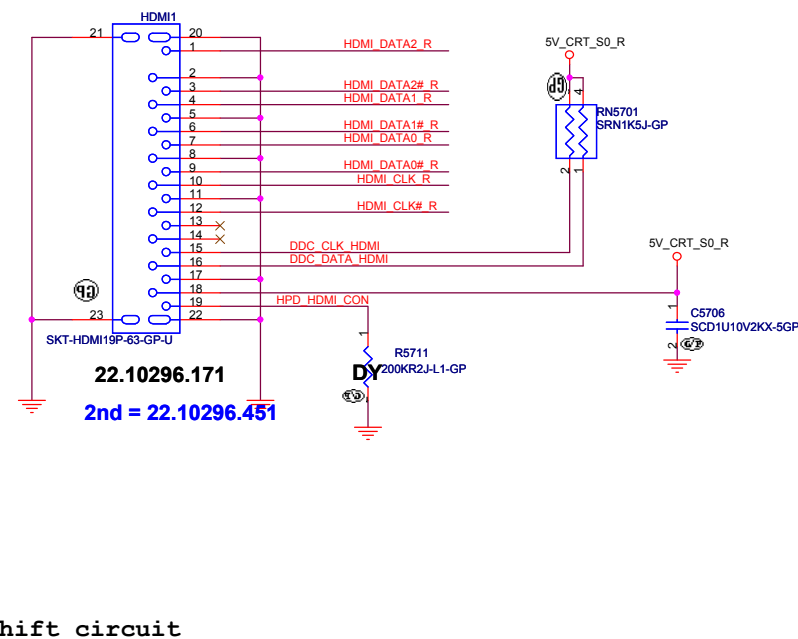 HDMI1
21
20
1
HDMI_DATA2_R
2
3
HDMI_DATA2#_R
4
HDMI_DATA1_R
5
6
HDMI_DATA1#_R
7
HDMI_DATA0_R
8
9
HDMI_DATA0#_R
10
HDMI_CLK_R
11
12
HDMI_CLK#_R
13
14
15
DDC_CLK_HDMI
16
DDC_DATA_HDMI
17
18
19
HPD_HDMI_CON
23
22
SKT-HDMI19P-63-GP-U
22.10296.171
2nd = 22.10296.451
5V_CRT_S0_R
4
RN5701
SRN1K5J-GP
2
1
5V_CRT_S0_R
1
C5706
SCD1U10V2KX-5GP
2
1
R5711
DY
200KR2J-L1-GP
hift circuit